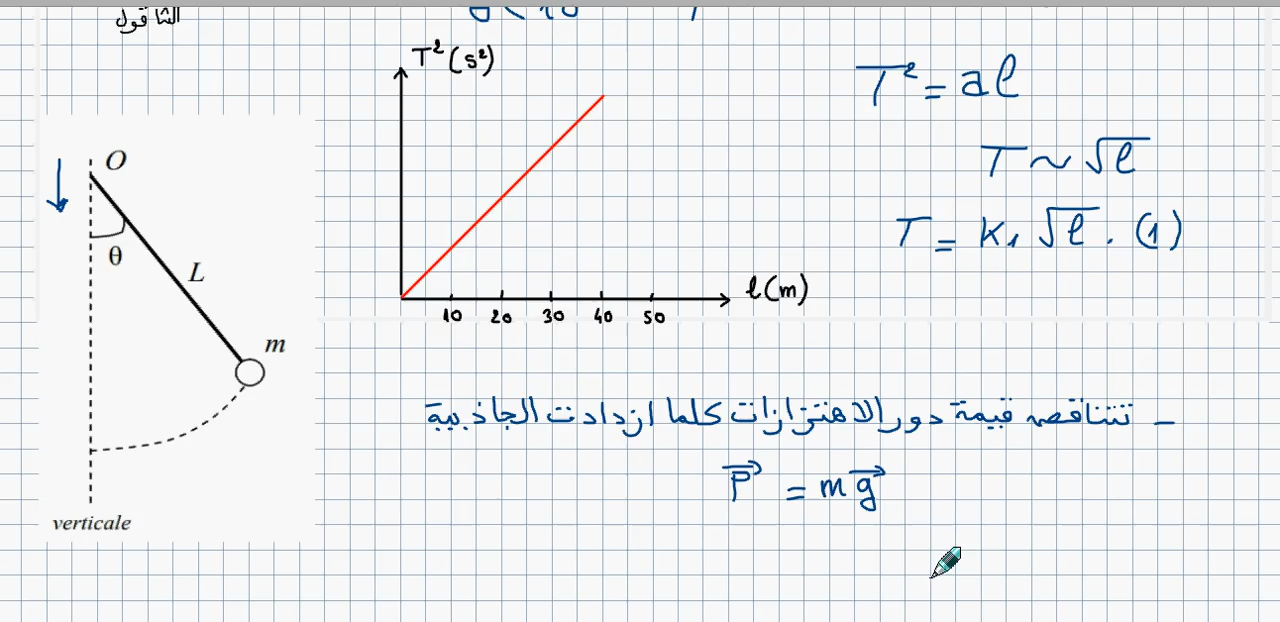 الثاقول
T² (s²)
T² = al
T ~ √l
T = K₁ √l . (1)
O
θ
L
m
verticale
l (m)
10 20 30 40 50
_ تتناقص قيمة دور الاهتزازات كلما ازدادت الجاذبية
P⃗ = mg⃗